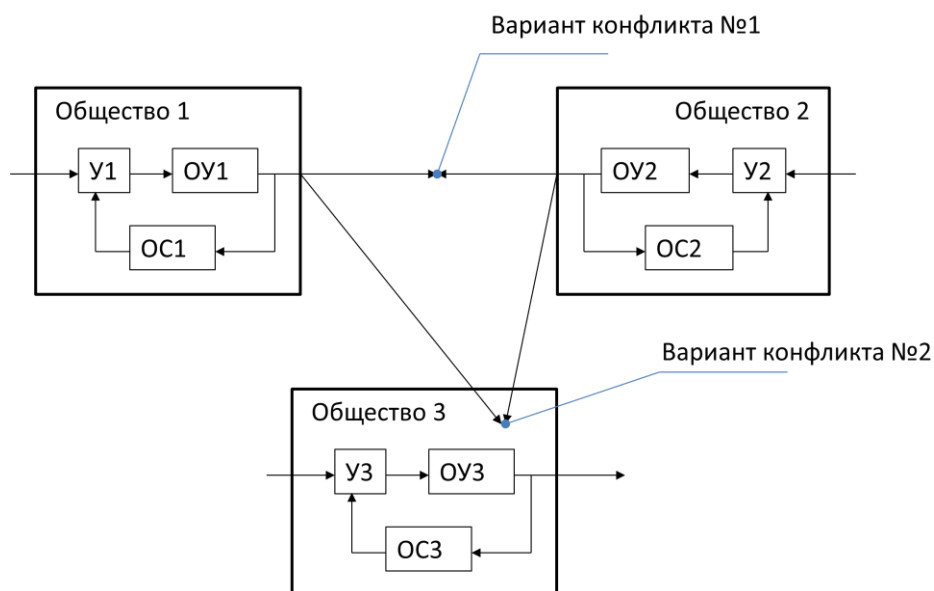 Вариант конфликта №1
Общество 1
Общество 2
У1
ОУ1
ОУ2
У2
ОС1
ОС2
Вариант конфликта №2
Общество 3
У3
ОУ3
ОС3